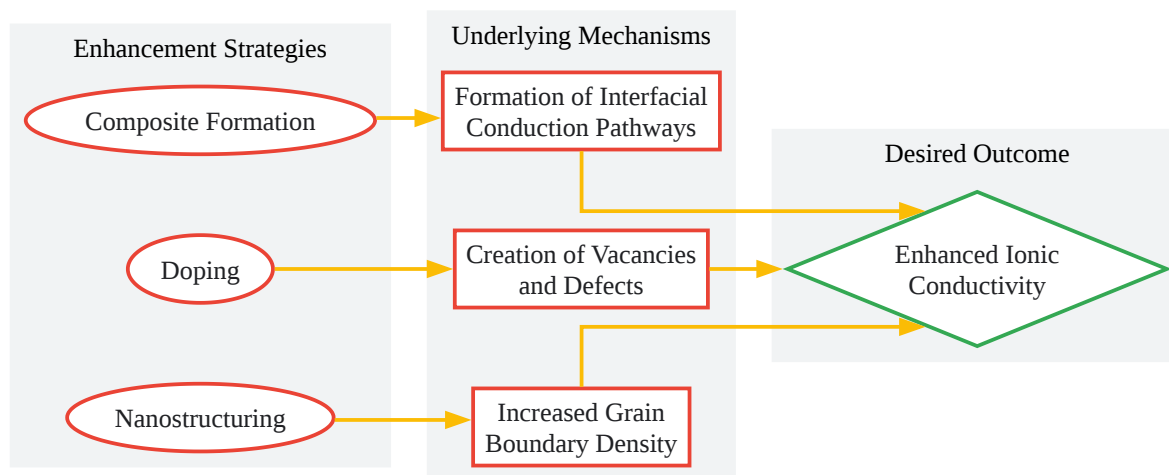 Enhancement Strategies
Composite Formation
Doping
Nanostructuring
Underlying Mechanisms
Formation of Interfacial
Conduction Pathways
Creation of Vacancies
and Defects
Increased Grain
Boundary Density
Desired Outcome
Enhanced Ionic
Conductivity